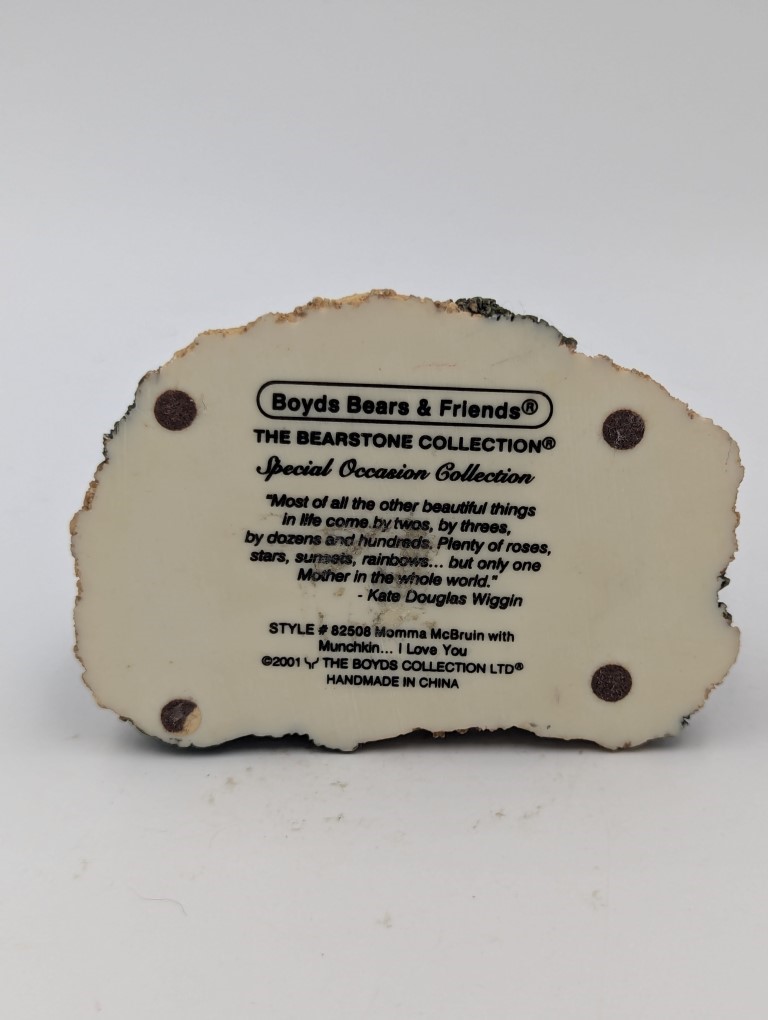 Boyds Bears & Friends®
THE BEARSTONE COLLECTION®
Special Occasion Collection
"Most of all the other beautiful things
in life come by twos, by threes,
by dozens and hundreds. Plenty of roses,
stars, sunsets, rainbows... but only one
Mother in the whole world."
- Kate Douglas Wiggin
STYLE # 82508 Momma McBruin with
Munchkin... I Love You
©2001 THE BOYDS COLLECTION LTD®
HANDMADE IN CHINA